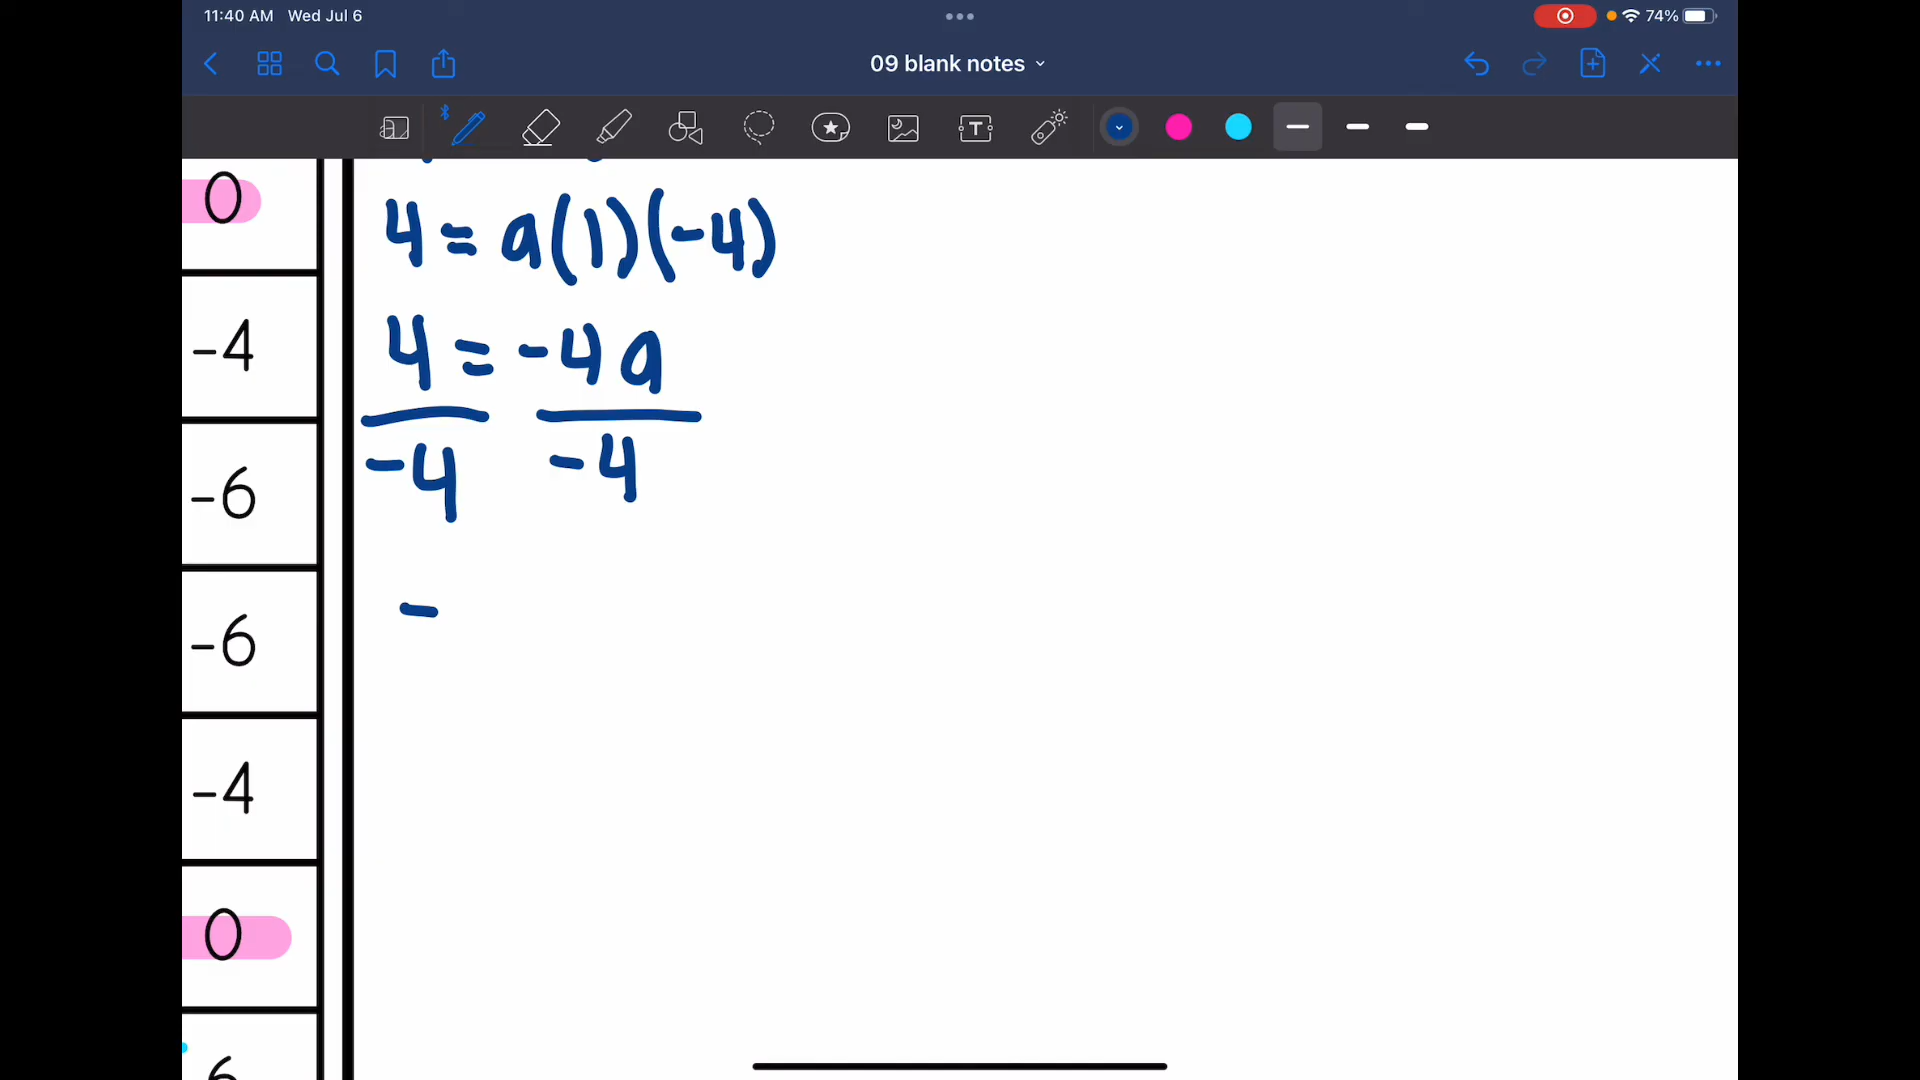 11:40 AM Wed Jul 6
74%
09 blank notes
0
-4
-6
-6
-4
0
4 = a(1)(-4)
4 = -4a
-4 -4
-